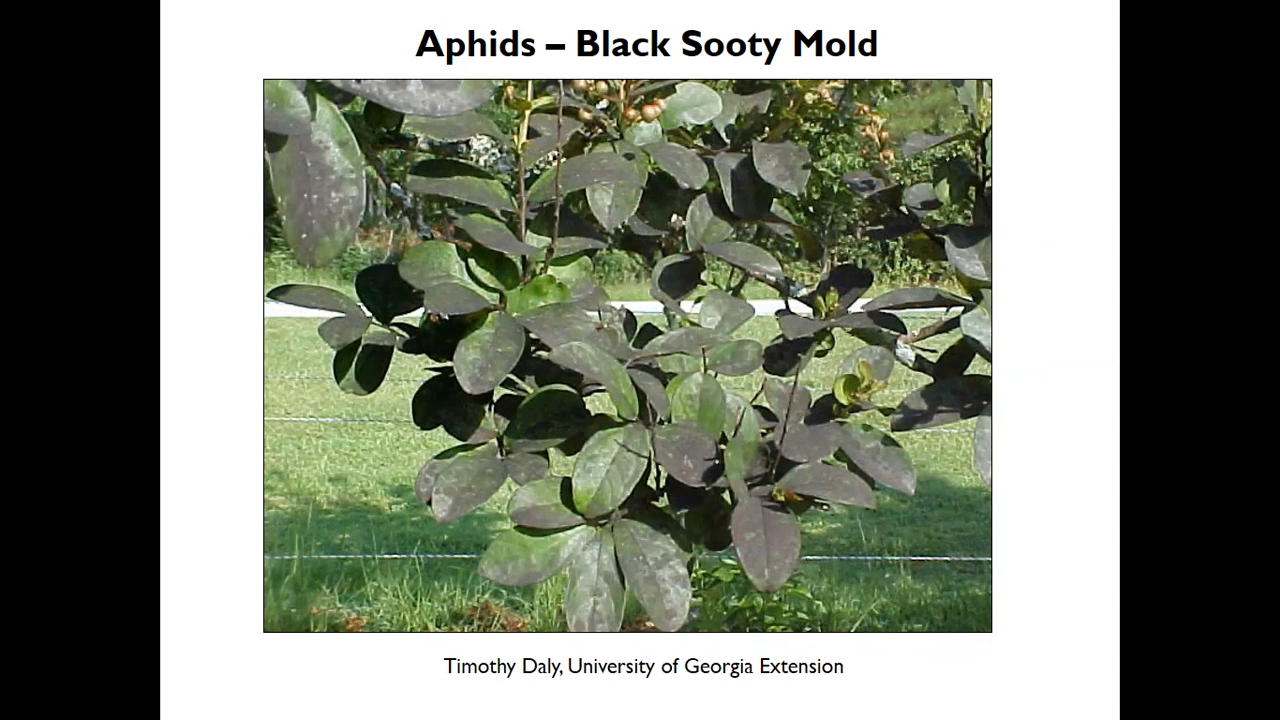 Aphids – Black Sooty Mold
Timothy Daly, University of Georgia Extension